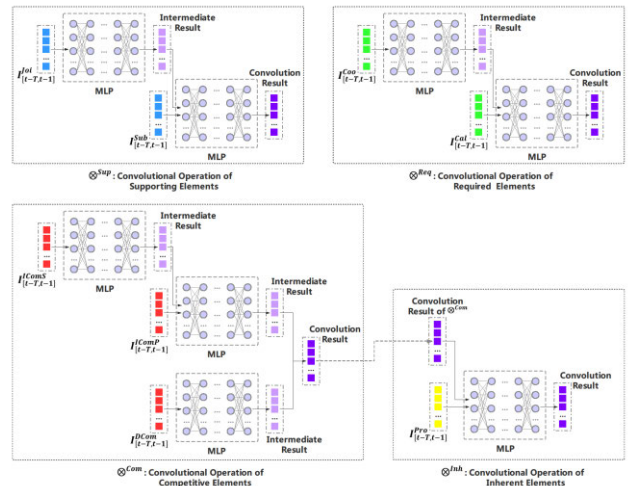 Intermediate
Result
I^{Joi}_{[t−T,t−1]}
MLP
Convolution
Result
I^{Sub}_{[t−T,t−1]}
MLP
⊗^{Sup}: Convolutional Operation of
Supporting Elements
Intermediate
Result
I^{Coo}_{[t−T,t−1]}
MLP
Convolution
Result
I^{Cal}_{[t−T,t−1]}
MLP
⊗^{Req}: Convolutional Operation of
Required Elements
Intermediate
Result
I^{IComS}_{[t−T,t−1]}
MLP
Intermediate
Result
I^{IComP}_{[t−T,t−1]}
MLP
Convolution
Result
I^{DCom}_{[t−T,t−1]}
MLP
Intermediate
Result
⊗^{Com}: Convolutional Operation of
Competitive Elements
Convolution
Result of ⊗^{Com}
Convolution
Result
I^{Pro}_{[t−T,t−1]}
MLP
⊗^{Inh}: Convolutional Operation of
Inherent Elements